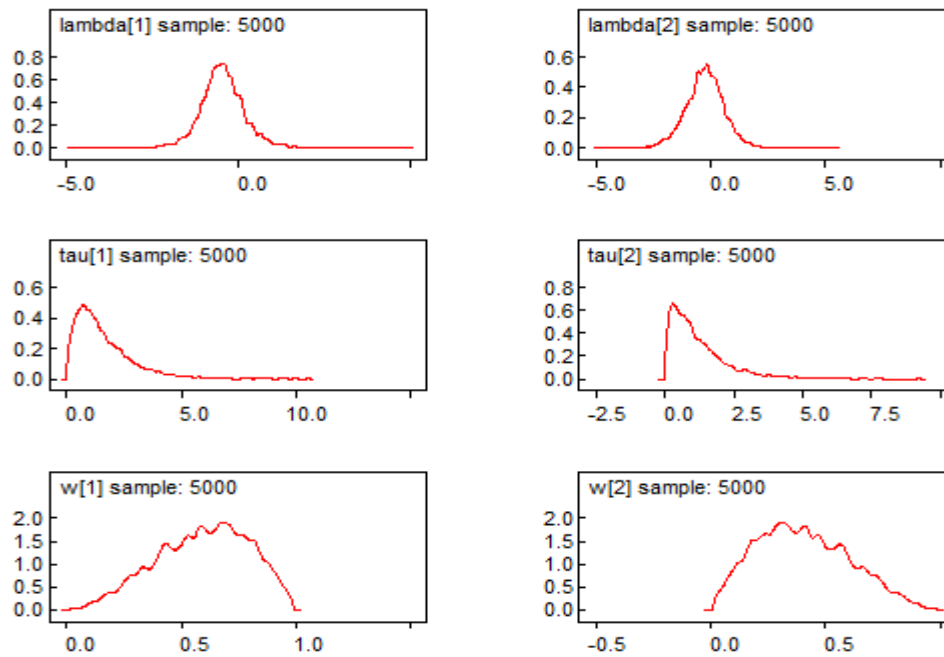 lambda[1] sample: 5000
0.8
0.6
0.4
0.2
0.0
-5.0 0.0
lambda[2] sample: 5000
0.6
0.4
0.2
0.0
-5.0 0.0 5.0
tau[1] sample: 5000
0.6
0.4
0.2
0.0
0.0 5.0 10.0
tau[2] sample: 5000
0.8
0.6
0.4
0.2
0.0
-2.5 0.0 2.5 5.0 7.5
w[1] sample: 5000
2.0
1.5
1.0
0.5
0.0
0.0 0.5 1.0
w[2] sample: 5000
2.0
1.5
1.0
0.5
0.0
-0.5 0.0 0.5